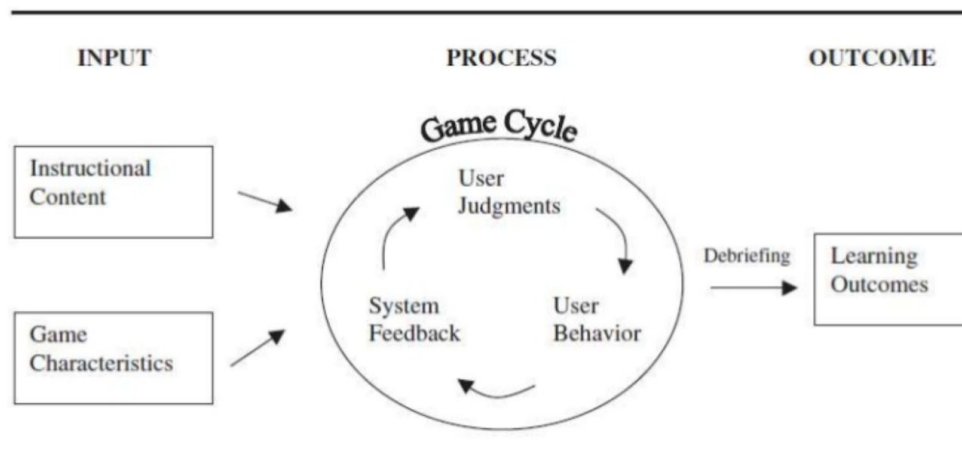 INPUT PROCESS OUTCOME
Game Cycle
Instructional
Content
User
Judgments
Debriefing
Learning
Outcomes
System
Feedback
User
Behavior
Game
Characteristics